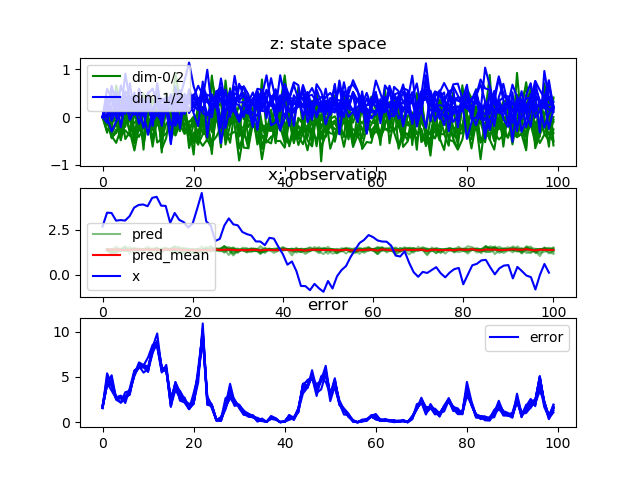 z: state space
1
0
−1
dim-0/2
dim-1/2
0 20 40 60 80 100
x: observation
2.5
0.0
pred
pred_mean
x
0 20 40 60 80 100
error
10
5
0
error
0 20 40 60 80 100